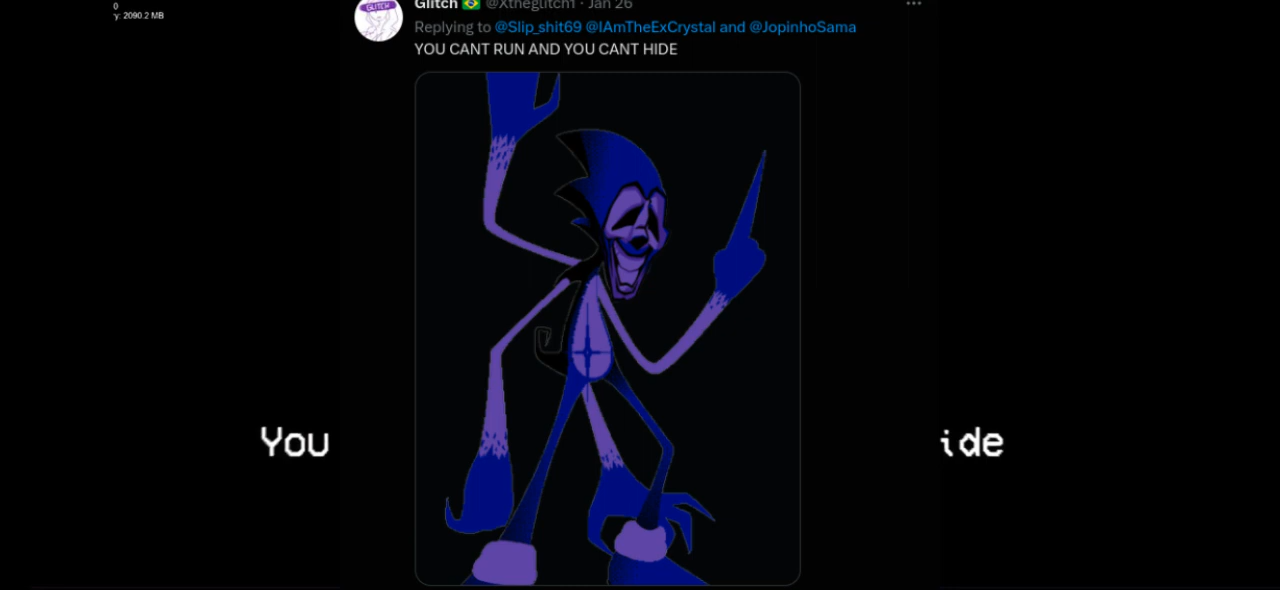 0
y: 2090.2 MB
GLITCH
Glitch 🇧🇷 @Xtheglitch1 · Jan 26
Replying to @Slip_shit69 @IAmTheExCrystal and @JopinhoSama
YOU CANT RUN AND YOU CANT HIDE
You
ide